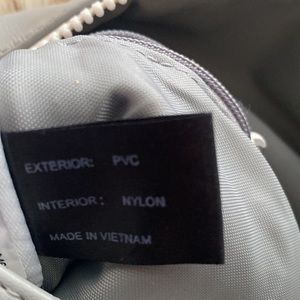 EXTERIOR: PVC
INTERIOR: NYLON
MADE IN VIETNAM